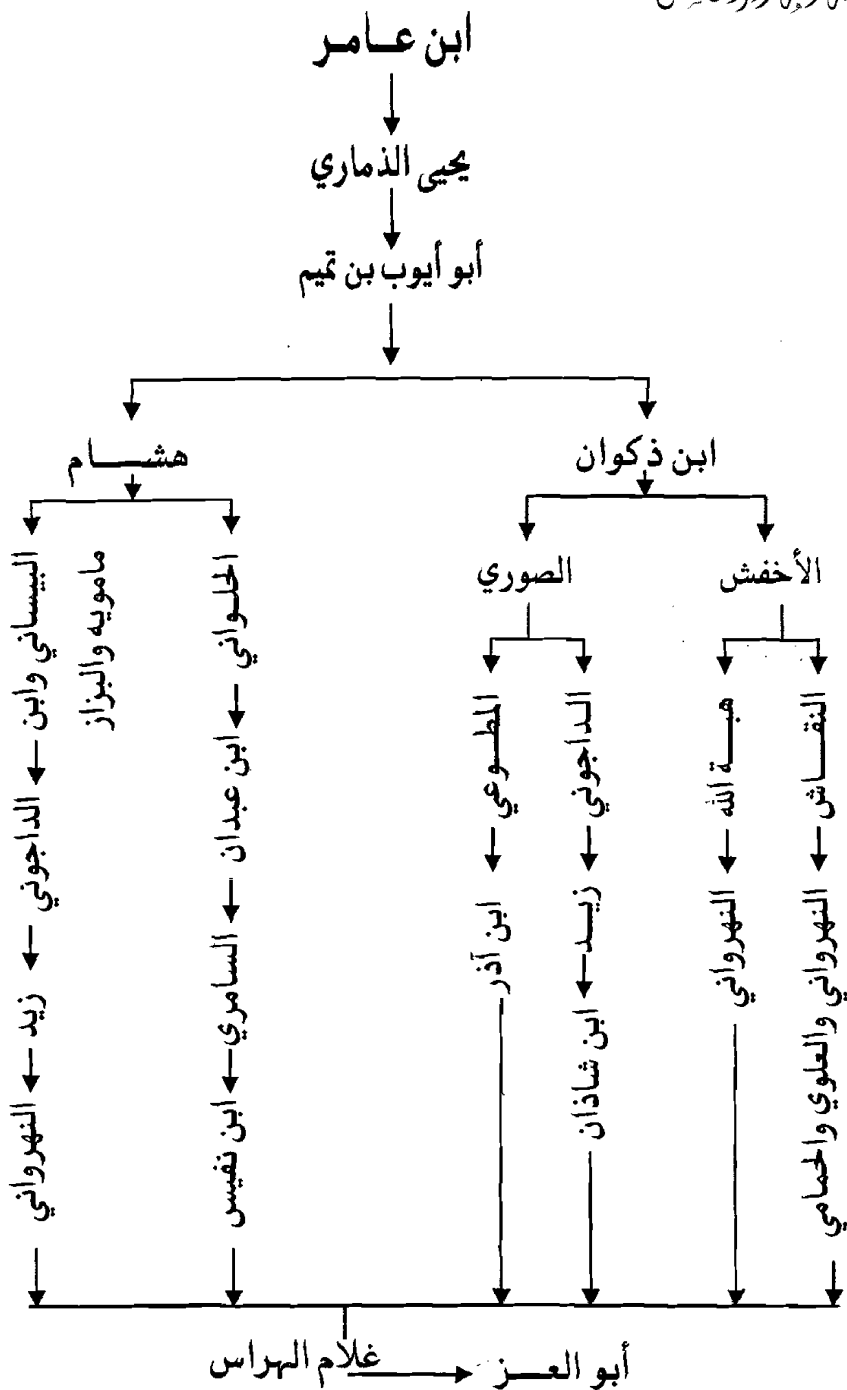 ابن عامر
يحيى الذماري
أبو أيوب بن تميم
ابن ذكوان
هشام
الأخفش
الصوري
النقاش
النهرواني والعلوي والحمامي
هبة الله
النهرواني
الداجوني
زيد
ابن شاذان
المطوعي
ابن آذر
الحلواني
ابن عبدان
السامري
ابن نفيس
البيساني وابن
مامويه والبزاز
الداجوني
زيد
النهرواني
غلام الهراس
أبو العز